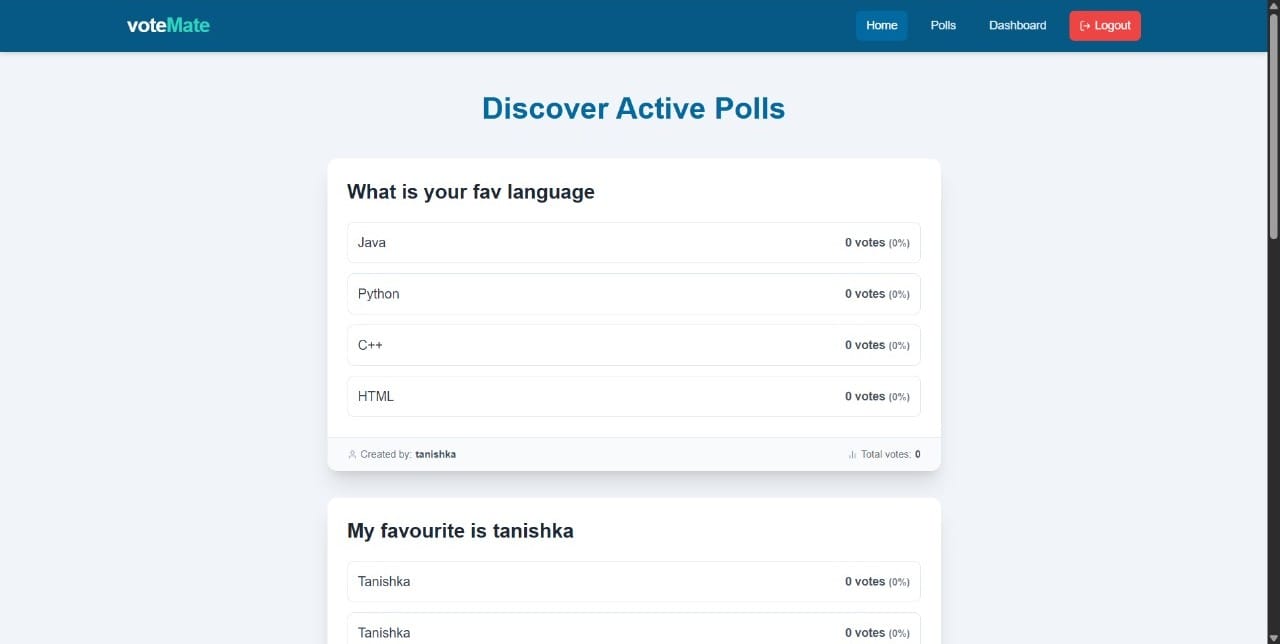 voteMate Home Polls Dashboard Logout
Discover Active Polls
What is your fav language
Java 0 votes (0%)
Python 0 votes (0%)
C++ 0 votes (0%)
HTML 0 votes (0%)
Created by: tanishka Total votes: 0
My favourite is tanishka
Tanishka 0 votes (0%)
Tanishka 0 votes (0%)